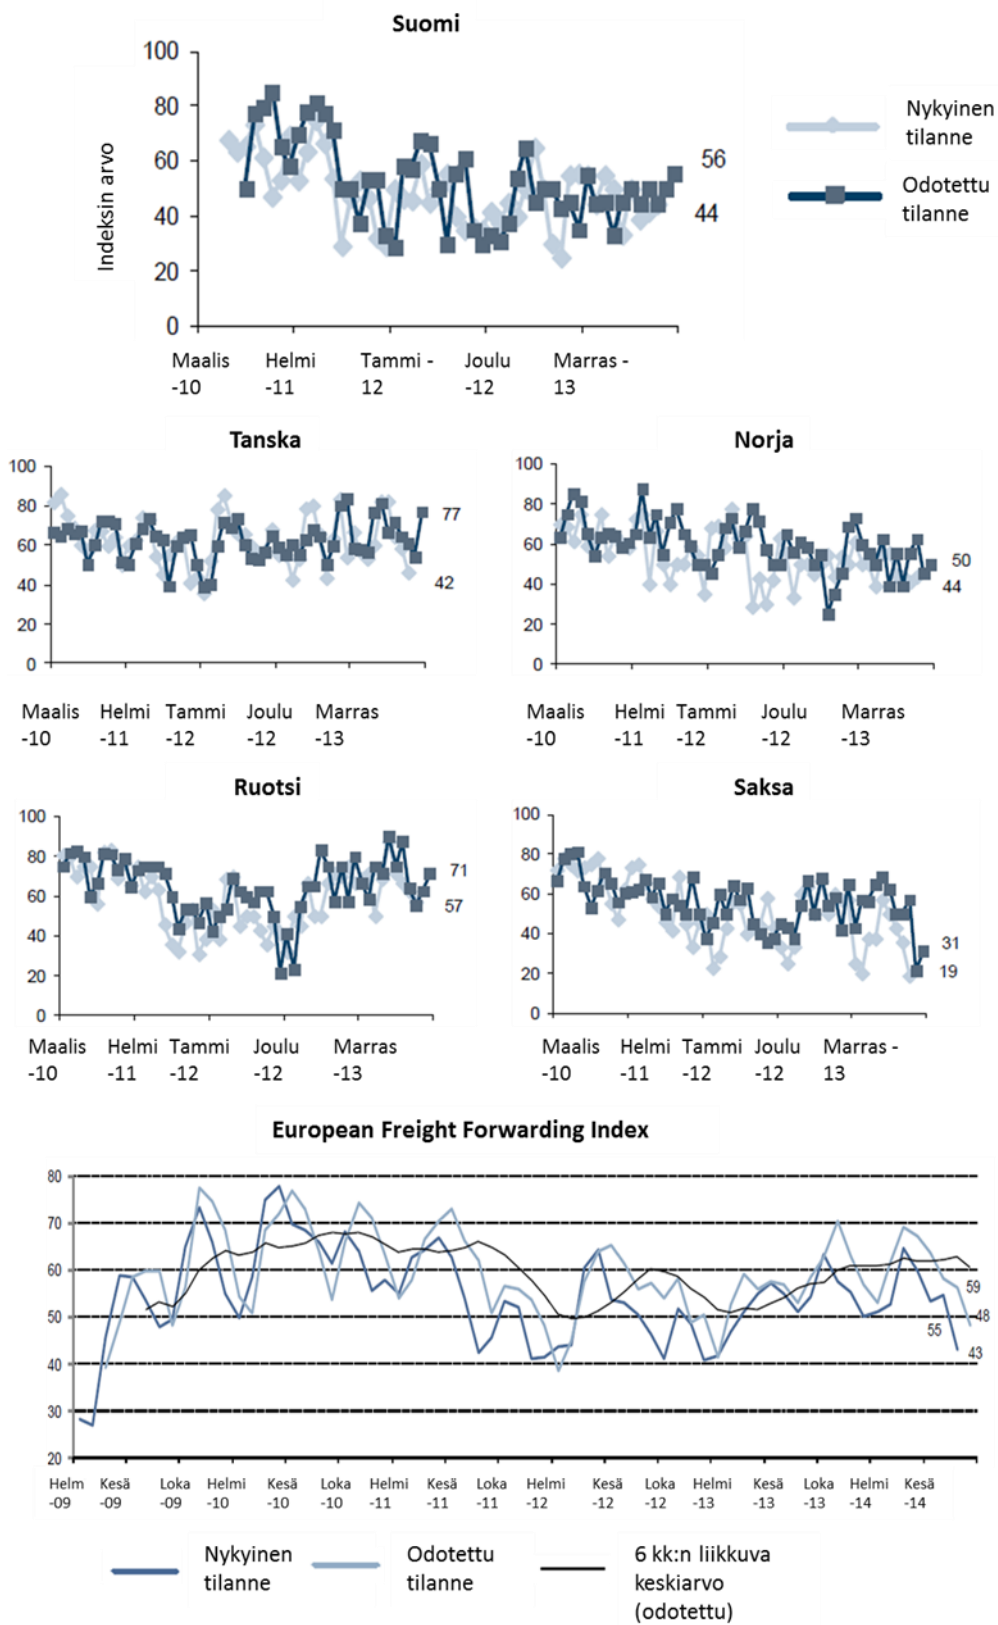 Suomi
100
80
60
40
20
0
Indeksin arvo
56
44
Nykyinen
tilanne
Odotettu
tilanne
Maalis
-10
Helmi
-11
Tammi -
12
Joulu
-12
Marras -
13
Tanska
100
80
60
40
20
0
77
42
Maalis
-10
Helmi
-11
Tammi
-12
Joulu
-12
Marras
-13
Norja
100
80
60
40
20
0
50
44
Maalis
-10
Helmi
-11
Tammi
-12
Joulu
-12
Marras
-13
Ruotsi
100
80
60
40
20
0
71
57
Maalis
-10
Helmi
-11
Tammi
-12
Joulu
-12
Marras
-13
Saksa
100
80
60
40
20
0
31
19
Maalis
-10
Helmi
-11
Tammi
-12
Joulu
-12
Marras -
13
European Freight Forwarding Index
80
70
60
50
40
30
20
59
48
55
43
Helm
-09
Kesä
-09
Loka
-09
Helmi
-10
Kesä
-10
Loka
-10
Helmi
-11
Kesä
-11
Loka
-11
Helmi
-12
Kesä
-12
Loka
-12
Helmi
-13
Kesä
-13
Loka
-13
Helmi
-14
Kesä
-14
Nykyinen
tilanne
Odotettu
tilanne
6 kk:n liikkuva
keskiarvo
(odotettu)